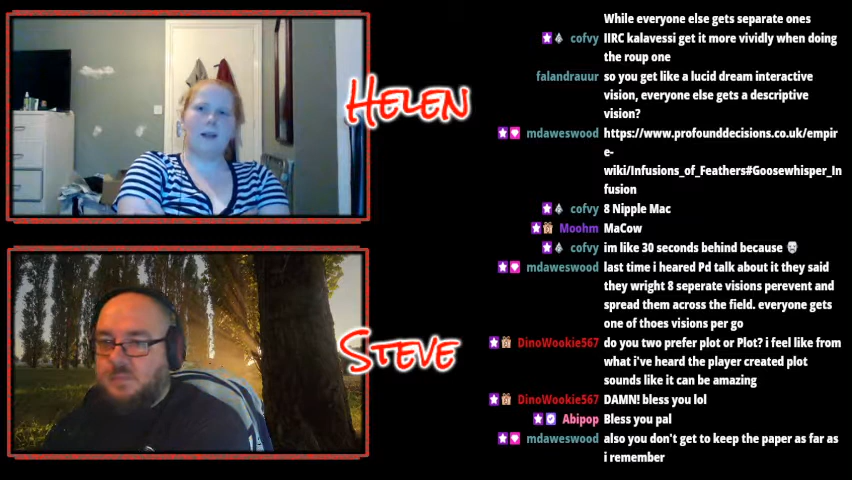 HELEN
STEVE
While everyone else gets separate ones
cofvy IIRC kalavessi get it more vividly when doing
the roup one
falandrauur so you get like a lucid dream interactive
vision, everyone else gets a descriptive
vision?
mdaweswood https://www.profounddecisions.co.uk/empir
e-
wiki/Infusions_of_Feathers#Goosewhisper_In
fusion
cofvy 8 Nipple Mac
Moohm MaCow
cofvy im like 30 seconds behind because
mdaweswood last time i heared Pd talk about it they said
they wright 8 seperate visions perevent and
spread them across the field. everyone gets
one of thoes visions per go
DinoWookie567 do you two prefer plot or Plot? i feel like from
what i've heard the player created plot
sounds like it can be amazing
DinoWookie567 DAMN! bless you lol
Abipop Bless you pal
mdaweswood also you don't get to keep the paper as far as
i remember